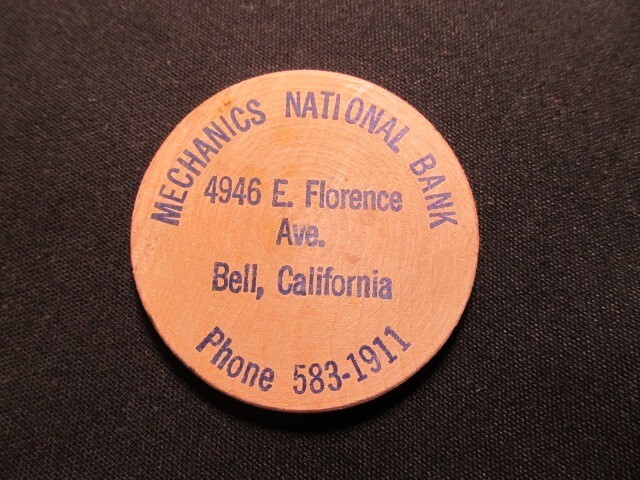 MECHANICS NATIONAL BANK
4946 E. Florence
Ave.
Bell, California
Phone 583-1911